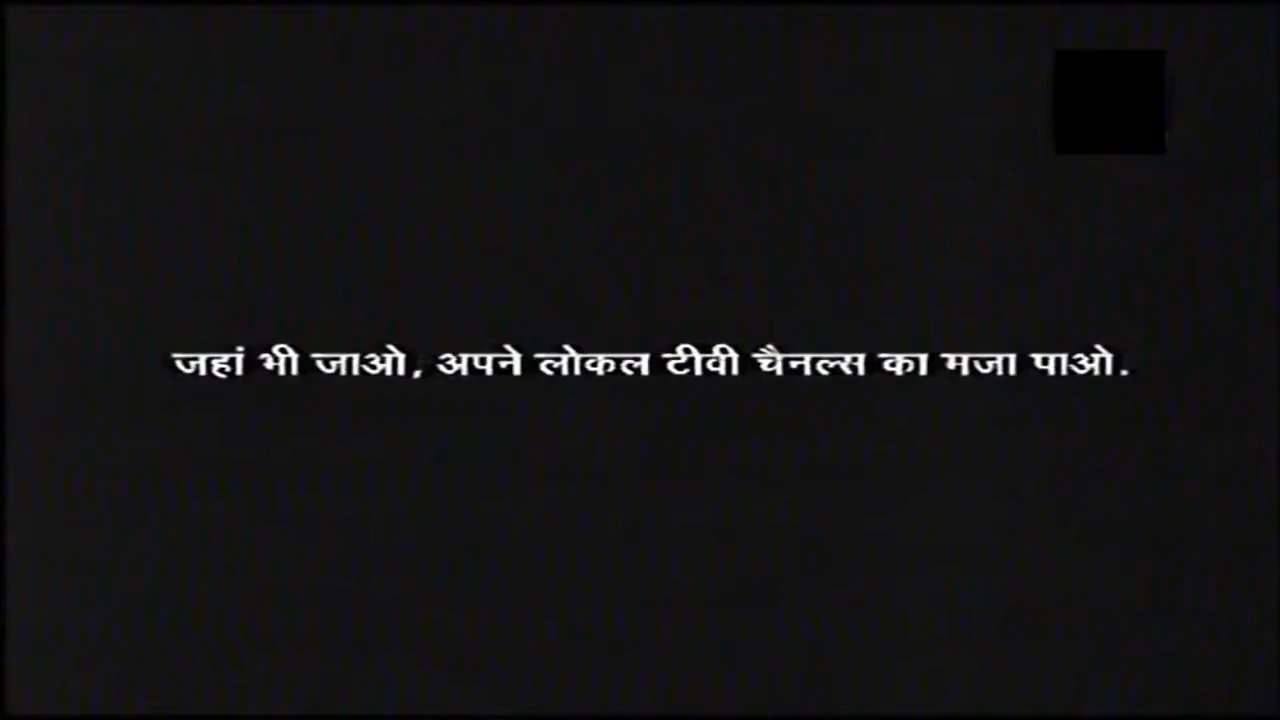 जहां भी जाओ, अपने लोकल टीवी चैनल्स का मजा पाओ.